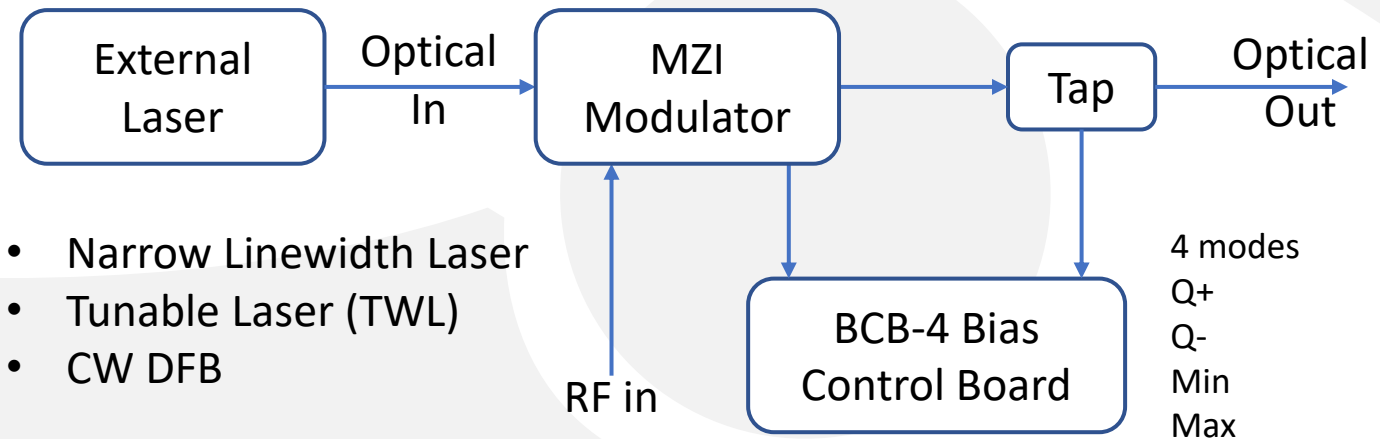 External
Laser
Optical
In
MZI
Modulator
Tap
Optical
Out
• Narrow Linewidth Laser
• Tunable Laser (TWL)
• CW DFB
RF in
BCB-4 Bias
Control Board
4 modes
Q+
Q-
Min
Max